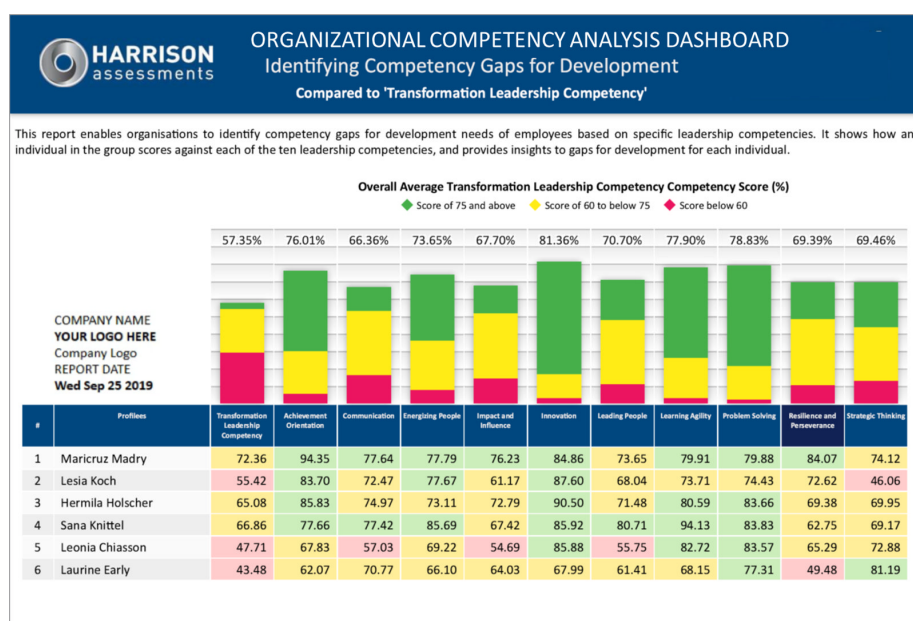 HARRISON
assessments
ORGANIZATIONAL COMPETENCY ANALYSIS DASHBOARD
Identifying Competency Gaps for Development
Compared to 'Transformation Leadership Competency'
This report enables organisations to identify competency gaps for development needs of employees based on specific leadership competencies. It shows how an
individual in the group scores against each of the ten leadership competencies, and provides insights to gaps for development for each individual.
Overall Average Transformation Leadership Competency Competency Score (%)
Score of 75 and above Score of 60 to below 75 Score below 60
57.35% 76.01% 66.36% 73.65% 67.70% 81.36% 70.70% 77.90% 78.83% 69.39% 69.46%
COMPANY NAME
YOUR LOGO HERE
Company Logo
REPORT DATE
Wed Sep 25 2019
# Profilees Transformation Leadership Competency Achievement Orientation Communication Energizing People Impact and Influence Innovation Leading People Learning Agility Problem Solving Resilience and Perseverance Strategic Thinking
1 Maricruz Madry 72.36 94.35 77.64 77.79 76.23 84.86 73.65 79.91 79.88 84.07 74.12
2 Lesia Koch 55.42 83.70 72.47 77.67 61.17 87.60 68.04 73.71 74.43 72.62 46.06
3 Hermila Holscher 65.08 85.83 74.97 73.11 72.79 90.50 71.48 80.59 83.66 69.38 69.95
4 Sana Knittel 66.86 77.66 77.42 85.69 67.42 85.92 80.71 94.13 83.83 62.75 69.17
5 Leonia Chiasson 47.71 67.83 57.03 69.22 54.69 85.88 55.75 82.72 83.57 65.29 72.88
6 Laurine Early 43.48 62.07 70.77 66.10 64.03 67.99 61.41 68.15 77.31 49.48 81.19